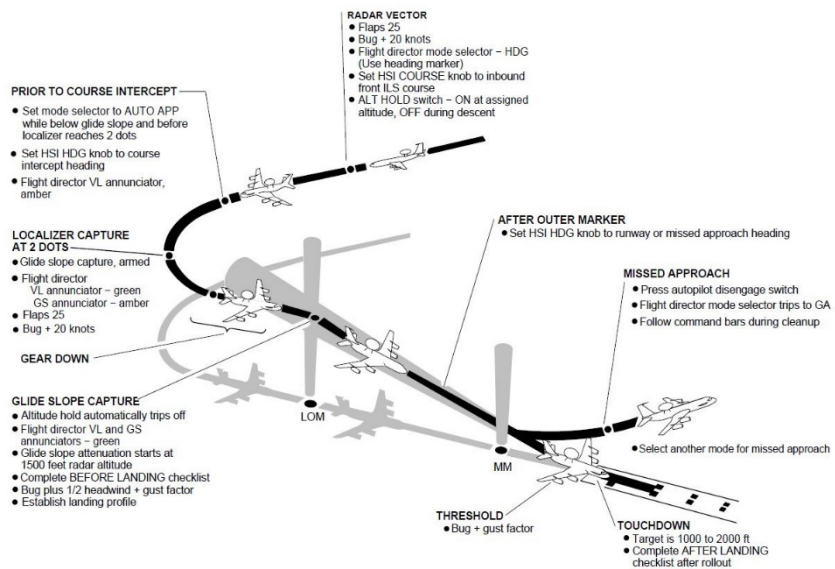 RADAR VECTOR
● Flaps 25
● Bug + 20 knots
● Flight director mode selector – HDG
(Use heading marker)
● Set HSI COURSE knob to inbound
front ILS course
● ALT HOLD switch – ON at assigned
altitude, OFF during descent
PRIOR TO COURSE INTERCEPT
● Set mode selector to AUTO APP
while below glide slope and before
localizer reaches 2 dots
● Set HSI HDG knob to course
intercept heading
● Flight director VL annunciator,
amber
LOCALIZER CAPTURE
AT 2 DOTS
● Glide slope capture, armed
● Flight director
VL annunciator – green
GS annunciator – amber
● Flaps 25
● Bug + 20 knots
GEAR DOWN
GLIDE SLOPE CAPTURE
● Altitude hold automatically trips off
● Flight director VL and GS
annunciators – green
● Glide slope attenuation starts at
1500 feet radar altitude
● Complete BEFORE LANDING checklist
● Bug plus 1/2 headwind + gust factor
● Establish landing profile
LOM
AFTER OUTER MARKER
● Set HSI HDG knob to runway or missed approach heading
MISSED APPROACH
● Press autopilot disengage switch
● Flight director mode selector trips to GA
● Follow command bars during cleanup
● Select another mode for missed approach
MM
THRESHOLD
● Bug + gust factor
TOUCHDOWN
● Target is 1000 to 2000 ft
● Complete AFTER LANDING
checklist after rollout